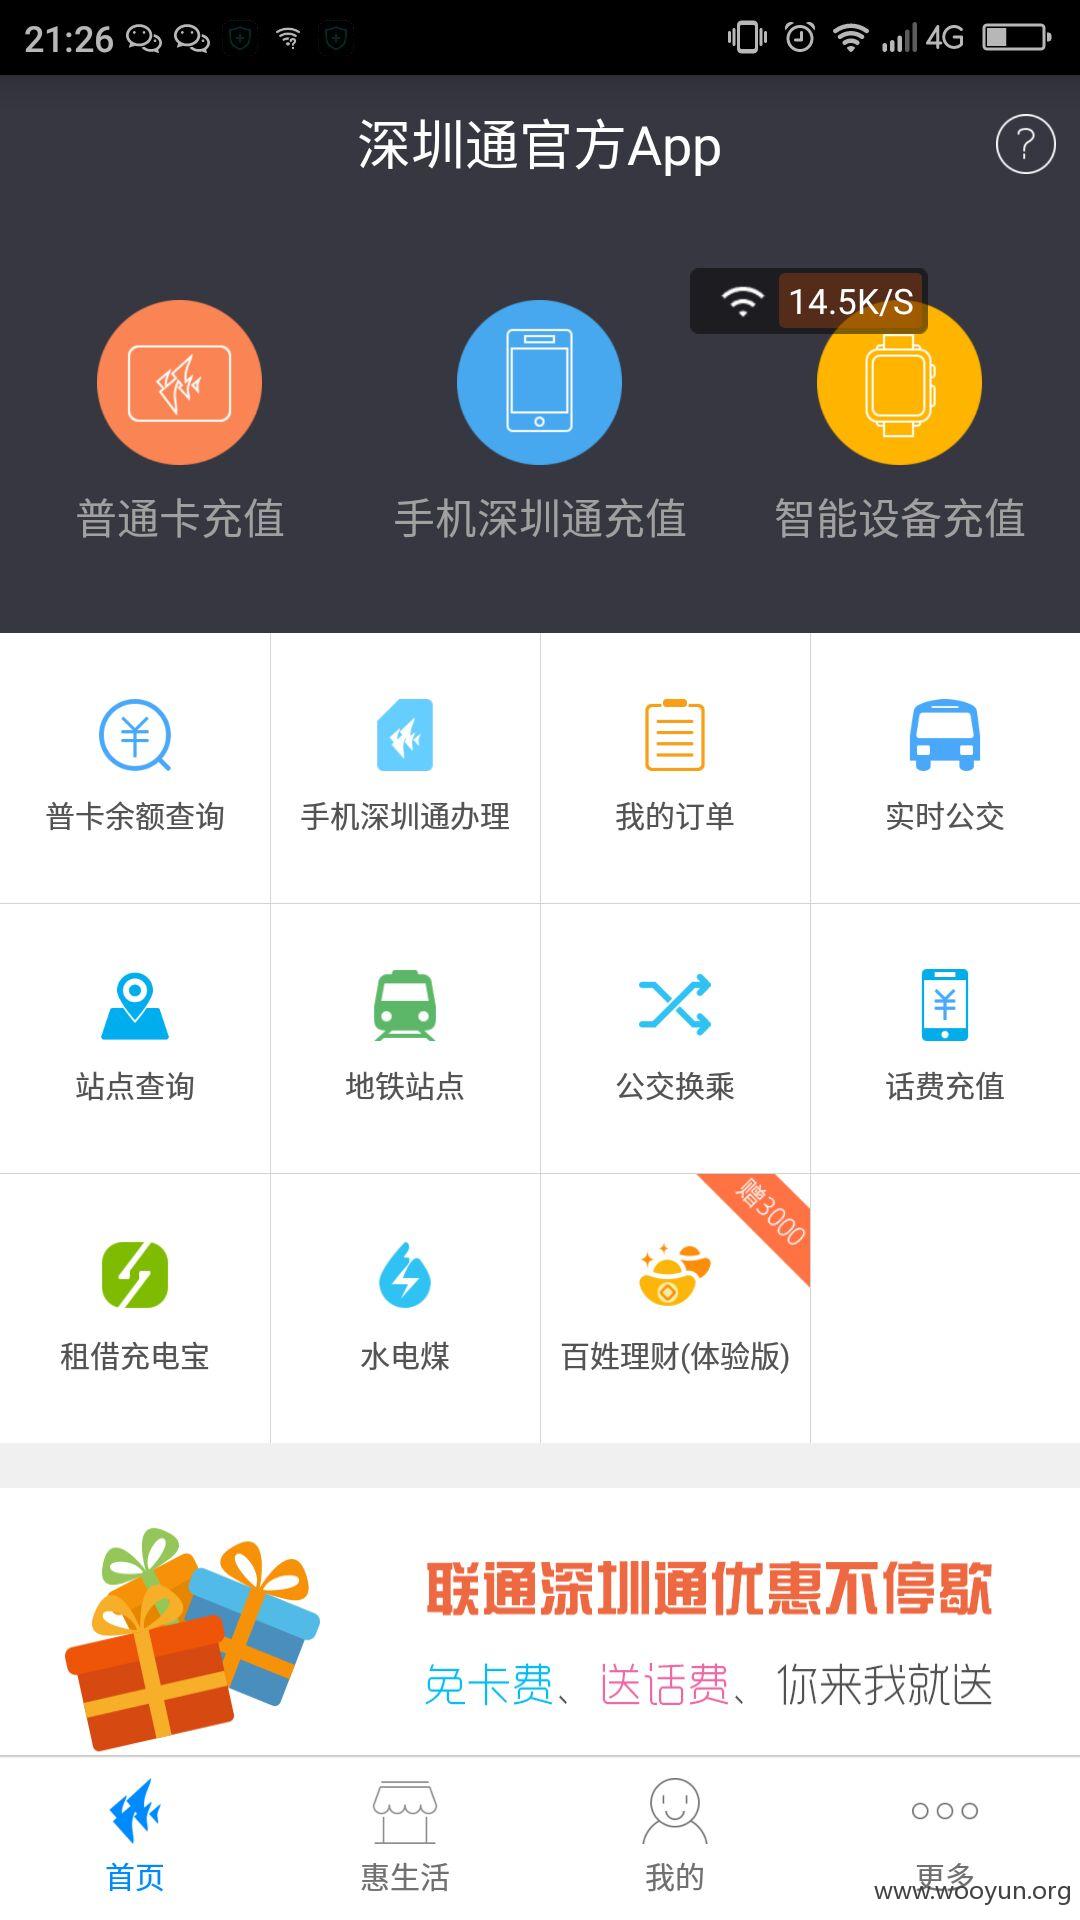 21:26
4G
深圳通官方App
?
14.5K/S
普通卡充值
手机深圳通充值
智能设备充值
普卡余额查询
手机深圳通办理
我的订单
实时公交
站点查询
地铁站点
公交换乘
话费充值
赠3000
租借充电宝
水电煤
百姓理财(体验版)
联通深圳通优惠不停歇
免卡费、送话费、你来我就送
首页
惠生活
我的
更多
www.wooyun.org